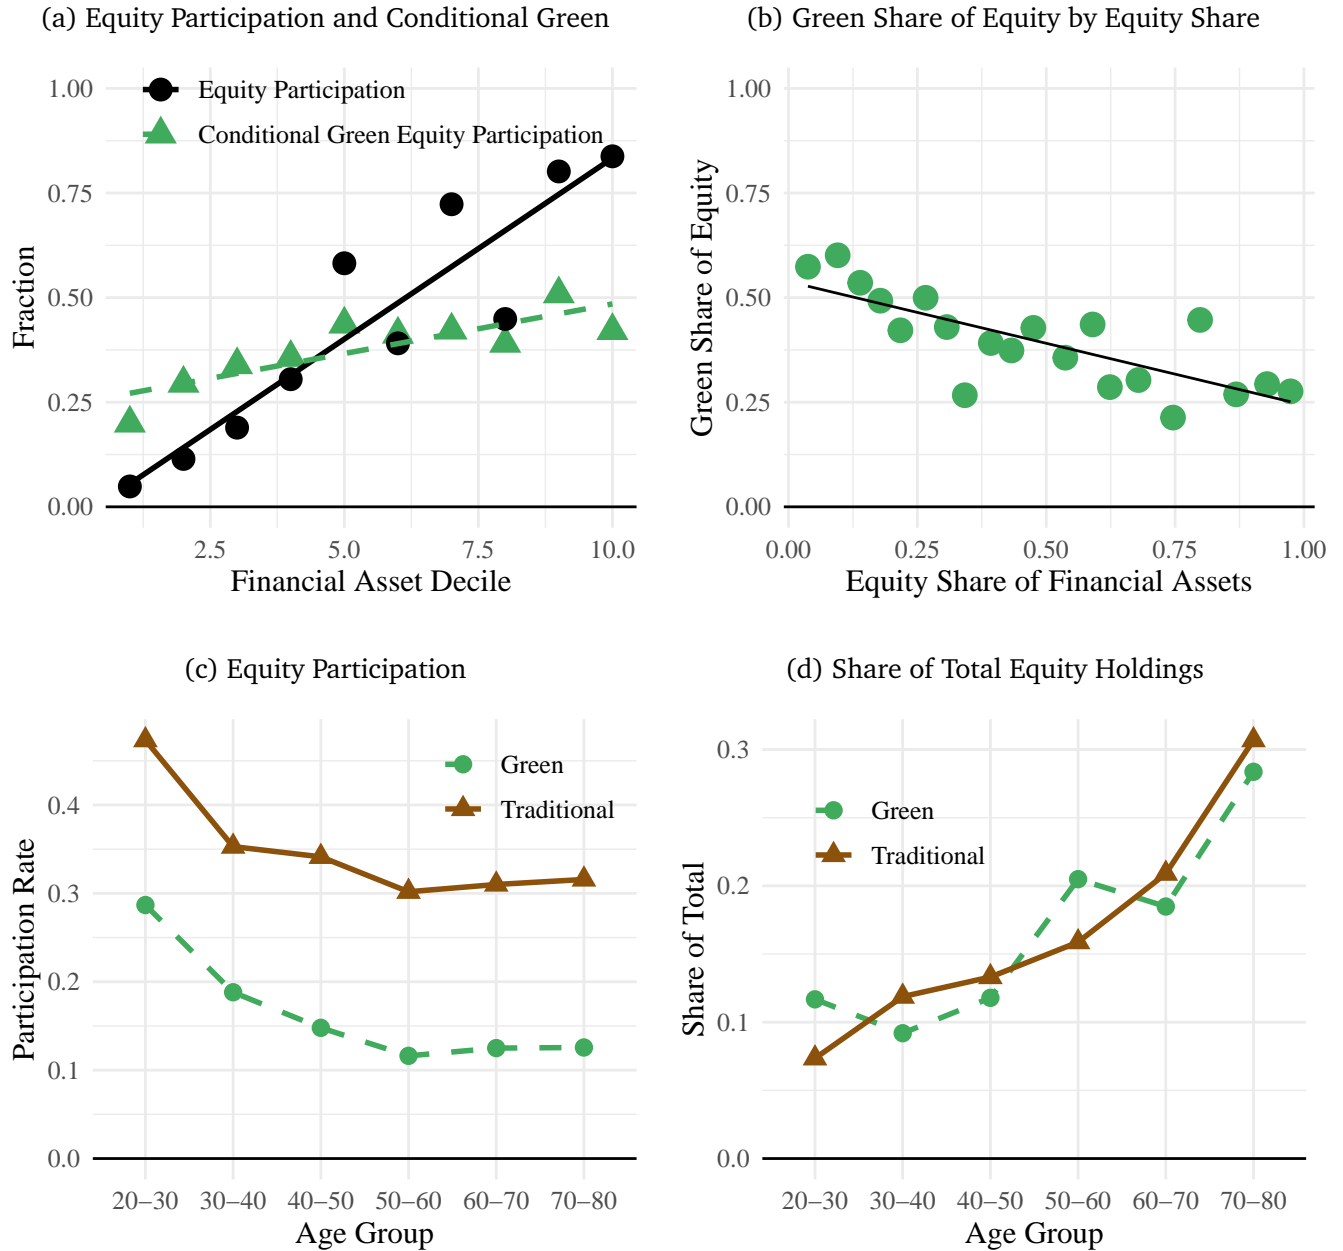 (a) Equity Participation and Conditional Green
1.00
0.75
0.50
0.25
0.00
Fraction
Equity Participation
Conditional Green Equity Participation
2.5 5.0 7.5 10.0
Financial Asset Decile
(b) Green Share of Equity by Equity Share
1.00
0.75
0.50
0.25
0.00
Green Share of Equity
0.00 0.25 0.50 0.75 1.00
Equity Share of Financial Assets
(c) Equity Participation
0.4
0.3
0.2
0.1
0.0
Participation Rate
Green
Traditional
20–30 30–40 40–50 50–60 60–70 70–80
Age Group
(d) Share of Total Equity Holdings
0.3
0.2
0.1
0.0
Share of Total
Green
Traditional
20–30 30–40 40–50 50–60 60–70 70–80
Age Group